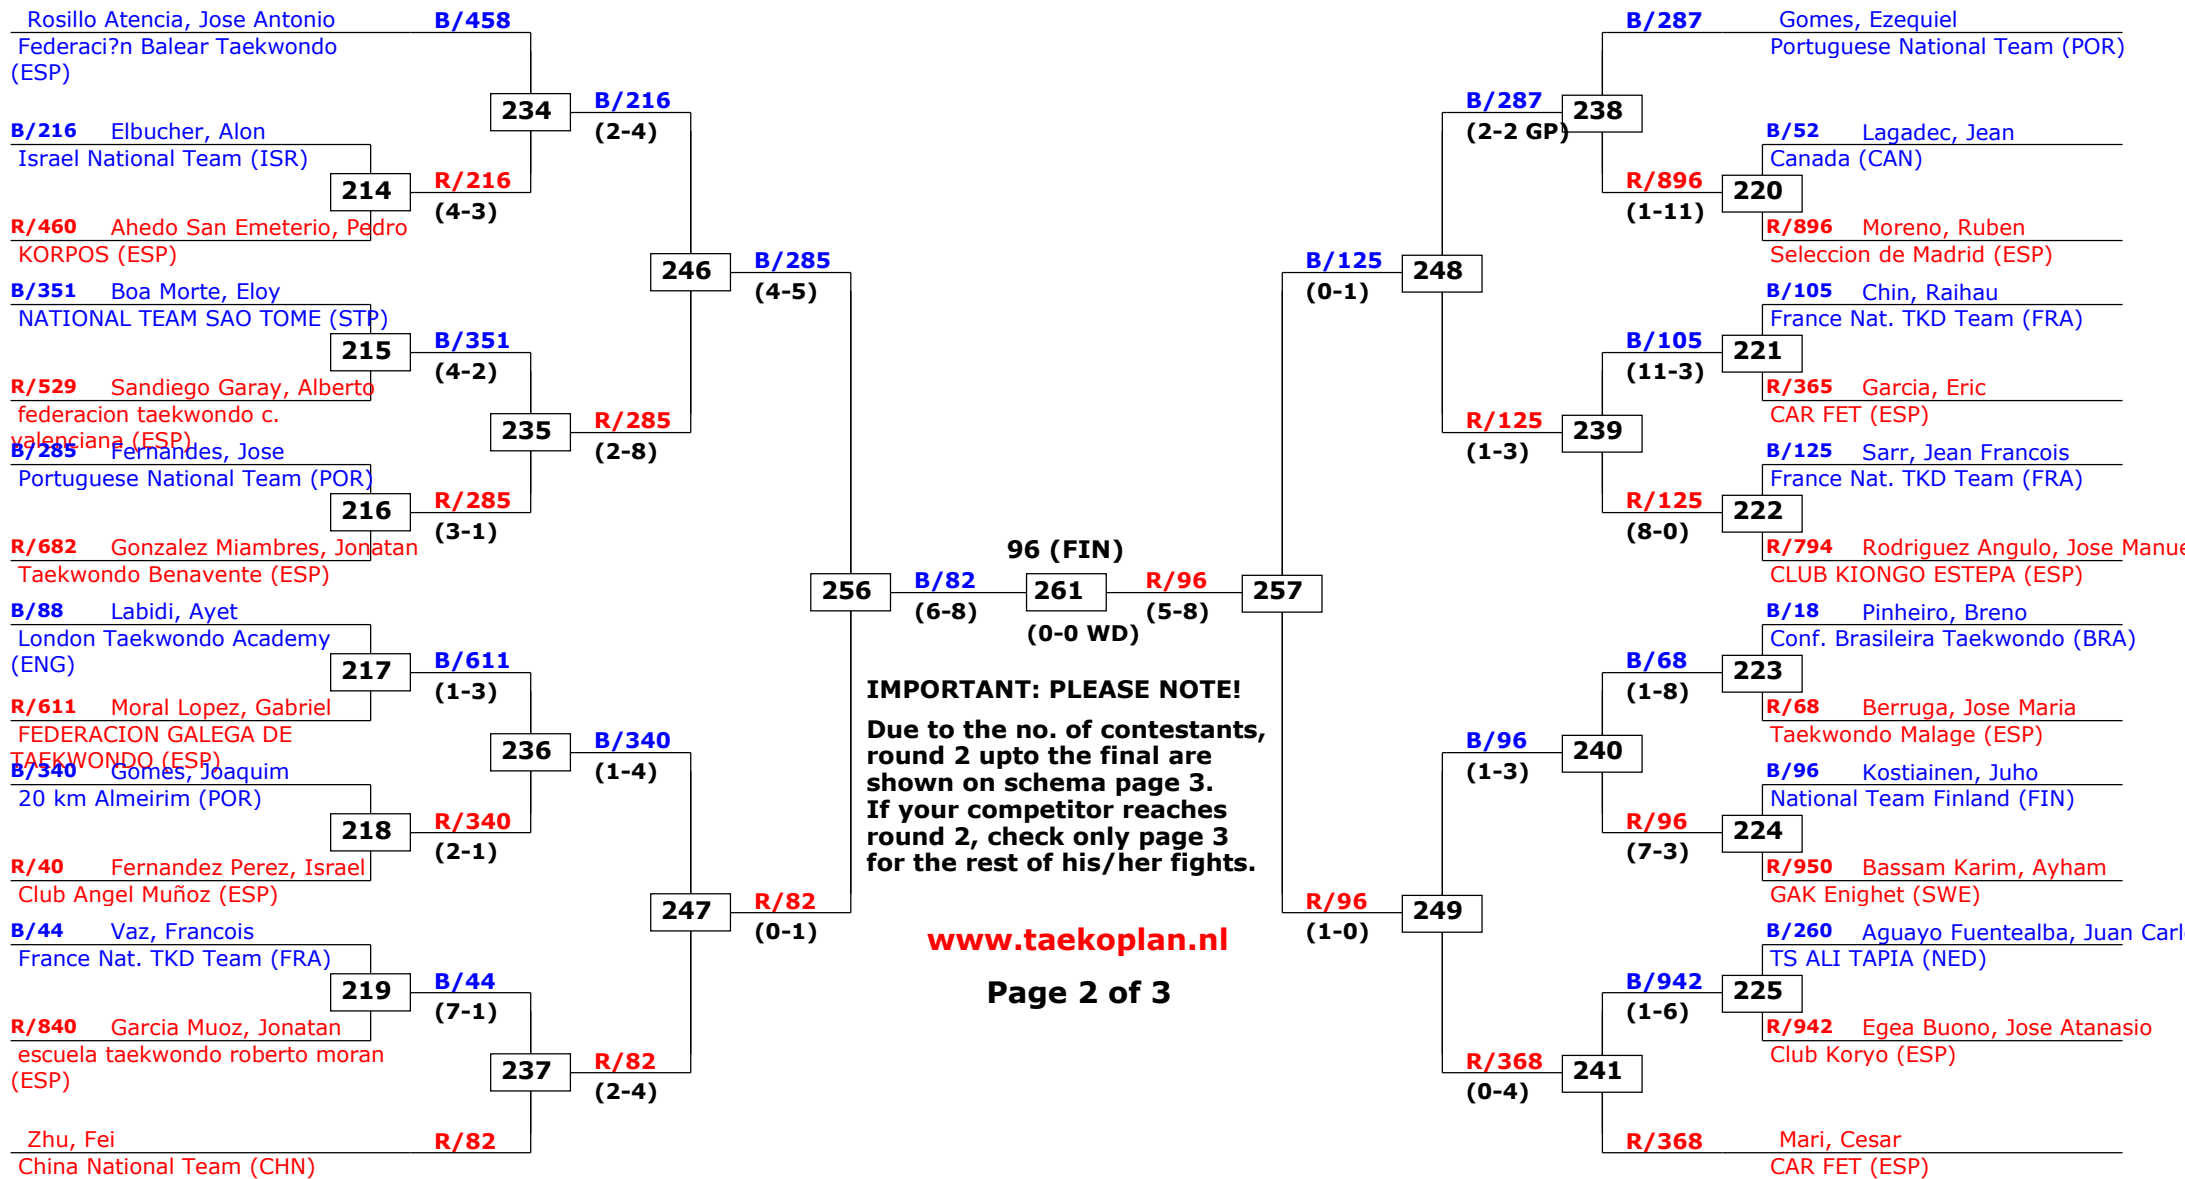 Rosillo Atencia, Jose Antonio
B/458
Federaci?n Balear Taekwondo
(ESP)
234
B/216
(2-4)
B/216 Elbucher, Alon
Israel National Team (ISR)
214
R/216
(4-3)
R/460 Ahedo San Emeterio, Pedro
KORPOS (ESP)
246
B/285
(4-5)
B/351 Boa Morte, Eloy
NATIONAL TEAM SAO TOME (STP)
215
B/351
(4-2)
R/529 Sandiego Garay, Alberto
federacion taekwondo c.
valenciana (ESP)
235
R/285
(2-8)
B/285 Fernandes, Jose
Portuguese National Team (POR)
216
R/285
(3-1)
R/682 Gonzalez Miambres, Jonatan
Taekwondo Benavente (ESP)
256
B/82
(6-8)
B/88 Labidi, Ayet
London Taekwondo Academy
(ENG)
217
B/611
(1-3)
R/611 Moral Lopez, Gabriel
FEDERACION GALEGA DE
TAEKWONDO (ESP)
236
B/340
(1-4)
B/340 Gomes, Joaquim
20 km Almeirim (POR)
218
R/340
(2-1)
R/40 Fernandez Perez, Israel
Club Angel Muñoz (ESP)
247
R/82
(0-1)
B/44 Vaz, Francois
France Nat. TKD Team (FRA)
219
B/44
(7-1)
R/840 Garcia Muoz, Jonatan
escuela taekwondo roberto moran
(ESP)
237
R/82
(2-4)
Zhu, Fei
R/82
China National Team (CHN)
96 (FIN)
261
(0-0 WD)
IMPORTANT: PLEASE NOTE!
Due to the no. of contestants,
round 2 upto the final are
shown on schema page 3.
If your competitor reaches
round 2, check only page 3
for the rest of his/her fights.
www.taekoplan.nl
Page 2 of 3
B/287
Gomes, Ezequiel
Portuguese National Team (POR)
B/287
(2-2 GP)
238
B/52 Lagadec, Jean
Canada (CAN)
R/896
(1-11)
220
R/896 Moreno, Ruben
Seleccion de Madrid (ESP)
B/125
(0-1)
248
B/105 Chin, Raihau
France Nat. TKD Team (FRA)
B/105
(11-3)
221
R/365 Garcia, Eric
CAR FET (ESP)
R/125
(1-3)
239
B/125 Sarr, Jean Francois
France Nat. TKD Team (FRA)
R/125
(8-0)
222
R/794 Rodriguez Angulo, Jose Manue
CLUB KIONGO ESTEPA (ESP)
R/96
(5-8)
257
B/18 Pinheiro, Breno
Conf. Brasileira Taekwondo (BRA)
B/68
(1-8)
223
R/68 Berruga, Jose Maria
Taekwondo Malage (ESP)
B/96
(1-3)
240
B/96 Kostiainen, Juho
National Team Finland (FIN)
R/96
(7-3)
224
R/950 Bassam Karim, Ayham
GAK Enighet (SWE)
R/96
(1-0)
249
B/260 Aguayo Fuentealba, Juan Carl
TS ALI TAPIA (NED)
B/942
(1-6)
225
R/942 Egea Buono, Jose Atanasio
Club Koryo (ESP)
R/368
(0-4)
241
R/368
Mari, Cesar
CAR FET (ESP)